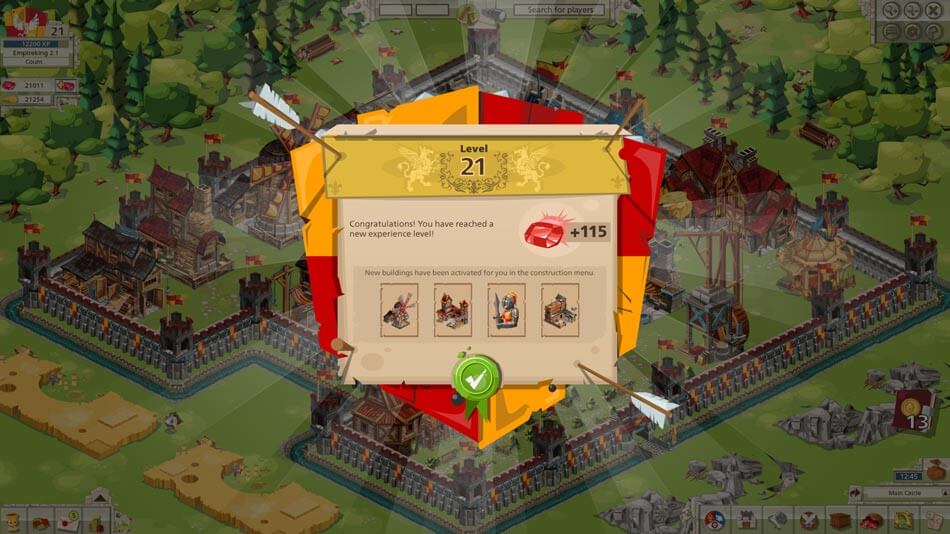 21
12200 XP
Empireking 2.1
Count
21011
21254
Search for players
Level
21
Congratulations! You have reached a
new experience level!
+115
New buildings have been activated for you in the construction menu.
13
12:45
Main Castle
3